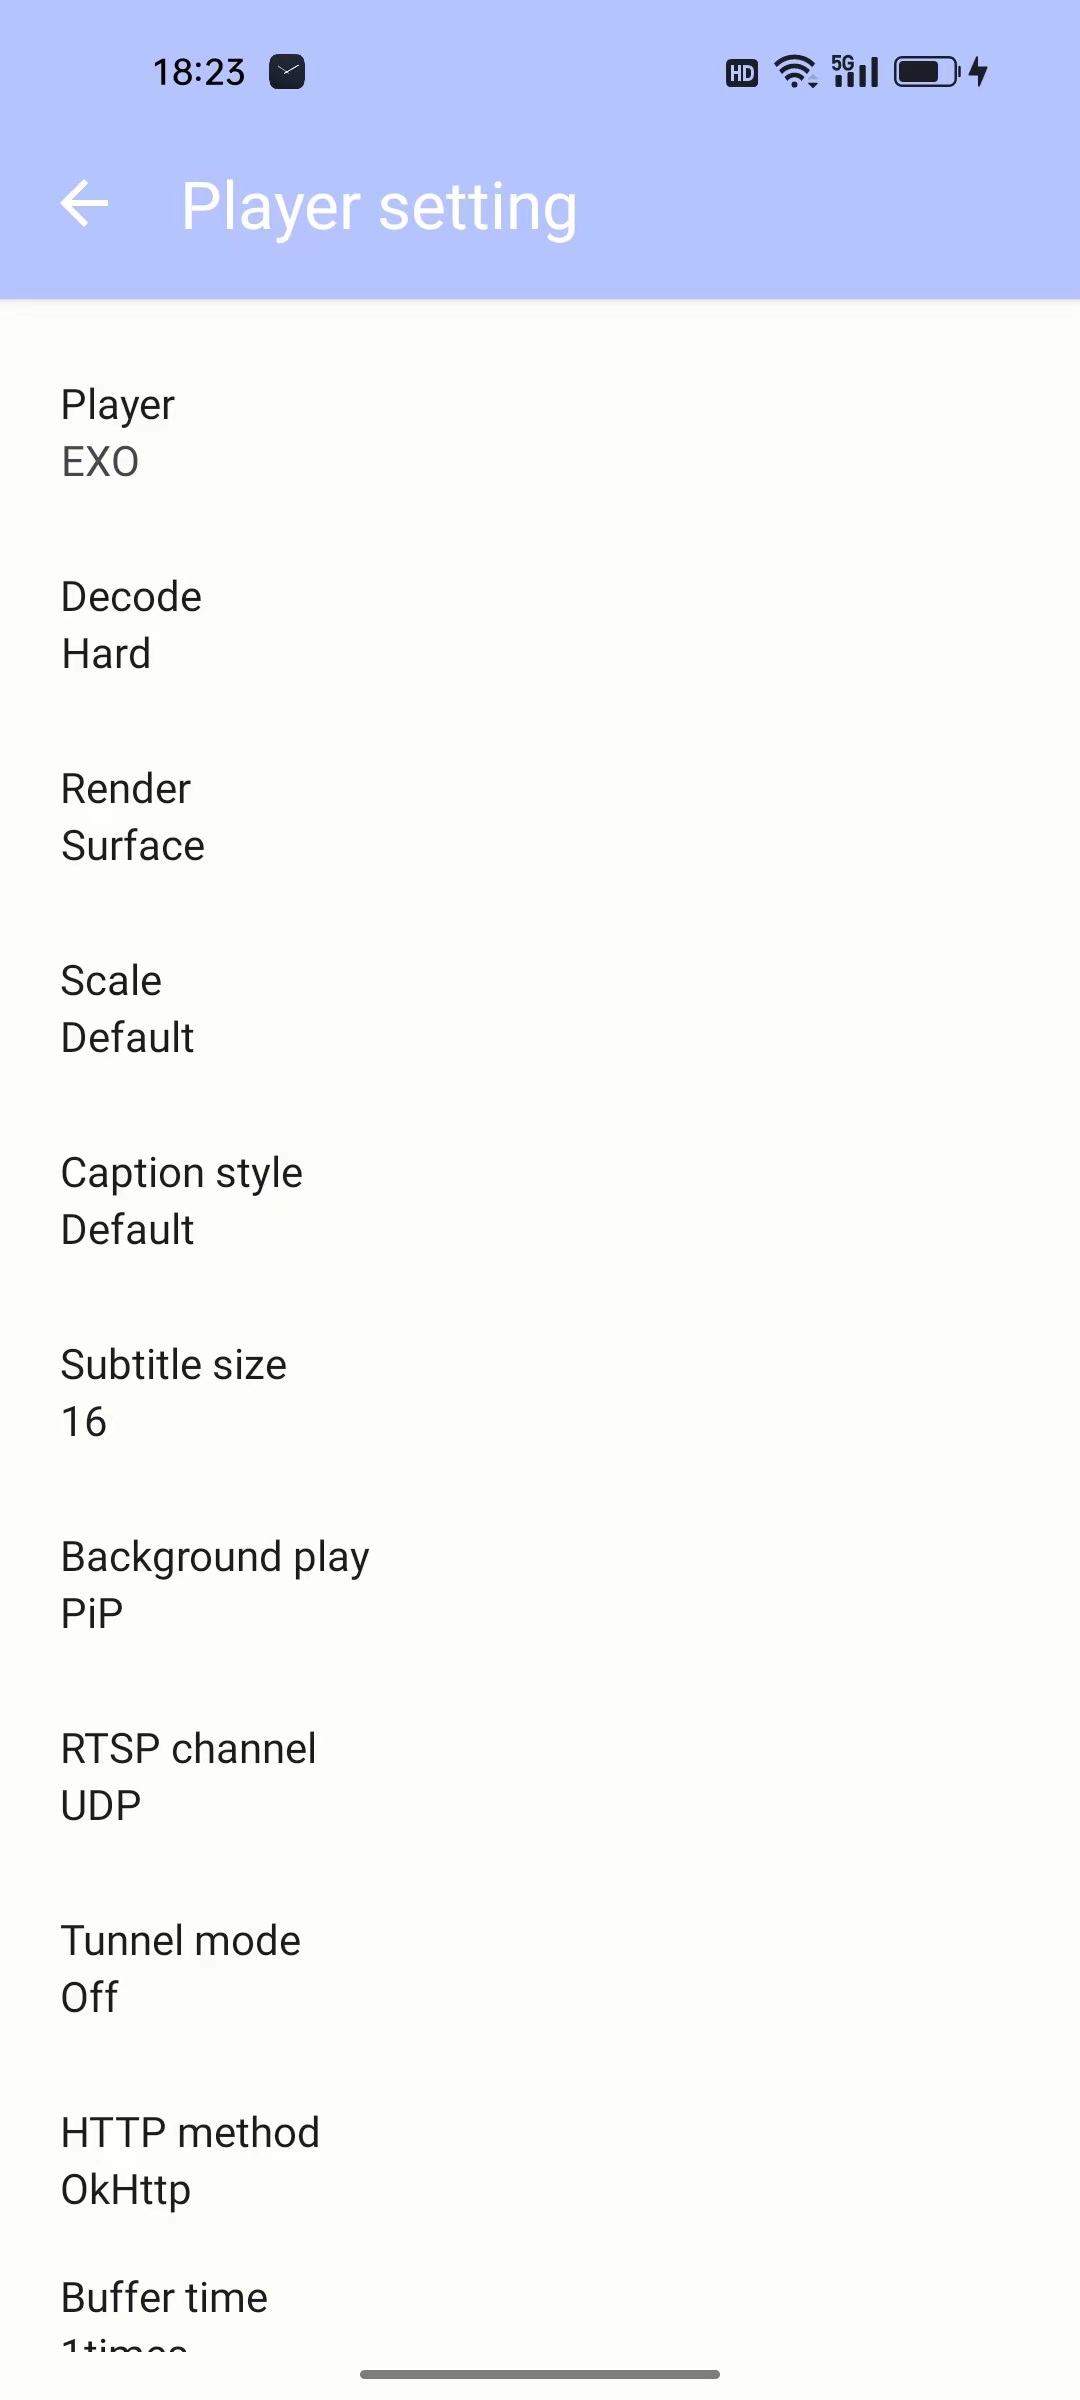 18:23
HD 5G
Player setting
Player
EXO
Decode
Hard
Render
Surface
Scale
Default
Caption style
Default
Subtitle size
16
Background play
PiP
RTSP channel
UDP
Tunnel mode
Off
HTTP method
OkHttp
Buffer time
1times